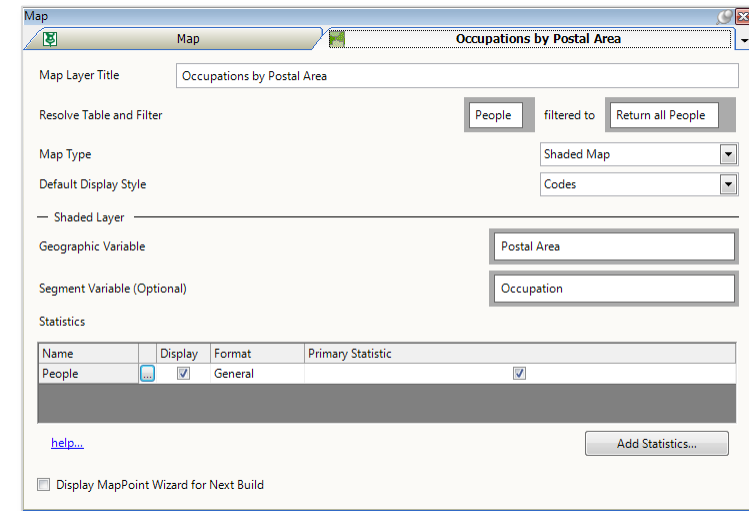 Map
Map Occupations by Postal Area
Map Layer Title Occupations by Postal Area
Resolve Table and Filter People filtered to Return all People
Map Type Shaded Map
Default Display Style Codes
Shaded Layer
Geographic Variable Postal Area
Segment Variable (Optional) Occupation
Statistics
Name Display Format Primary Statistic
People ... General
help... Add Statistics...
Display MapPoint Wizard for Next Build